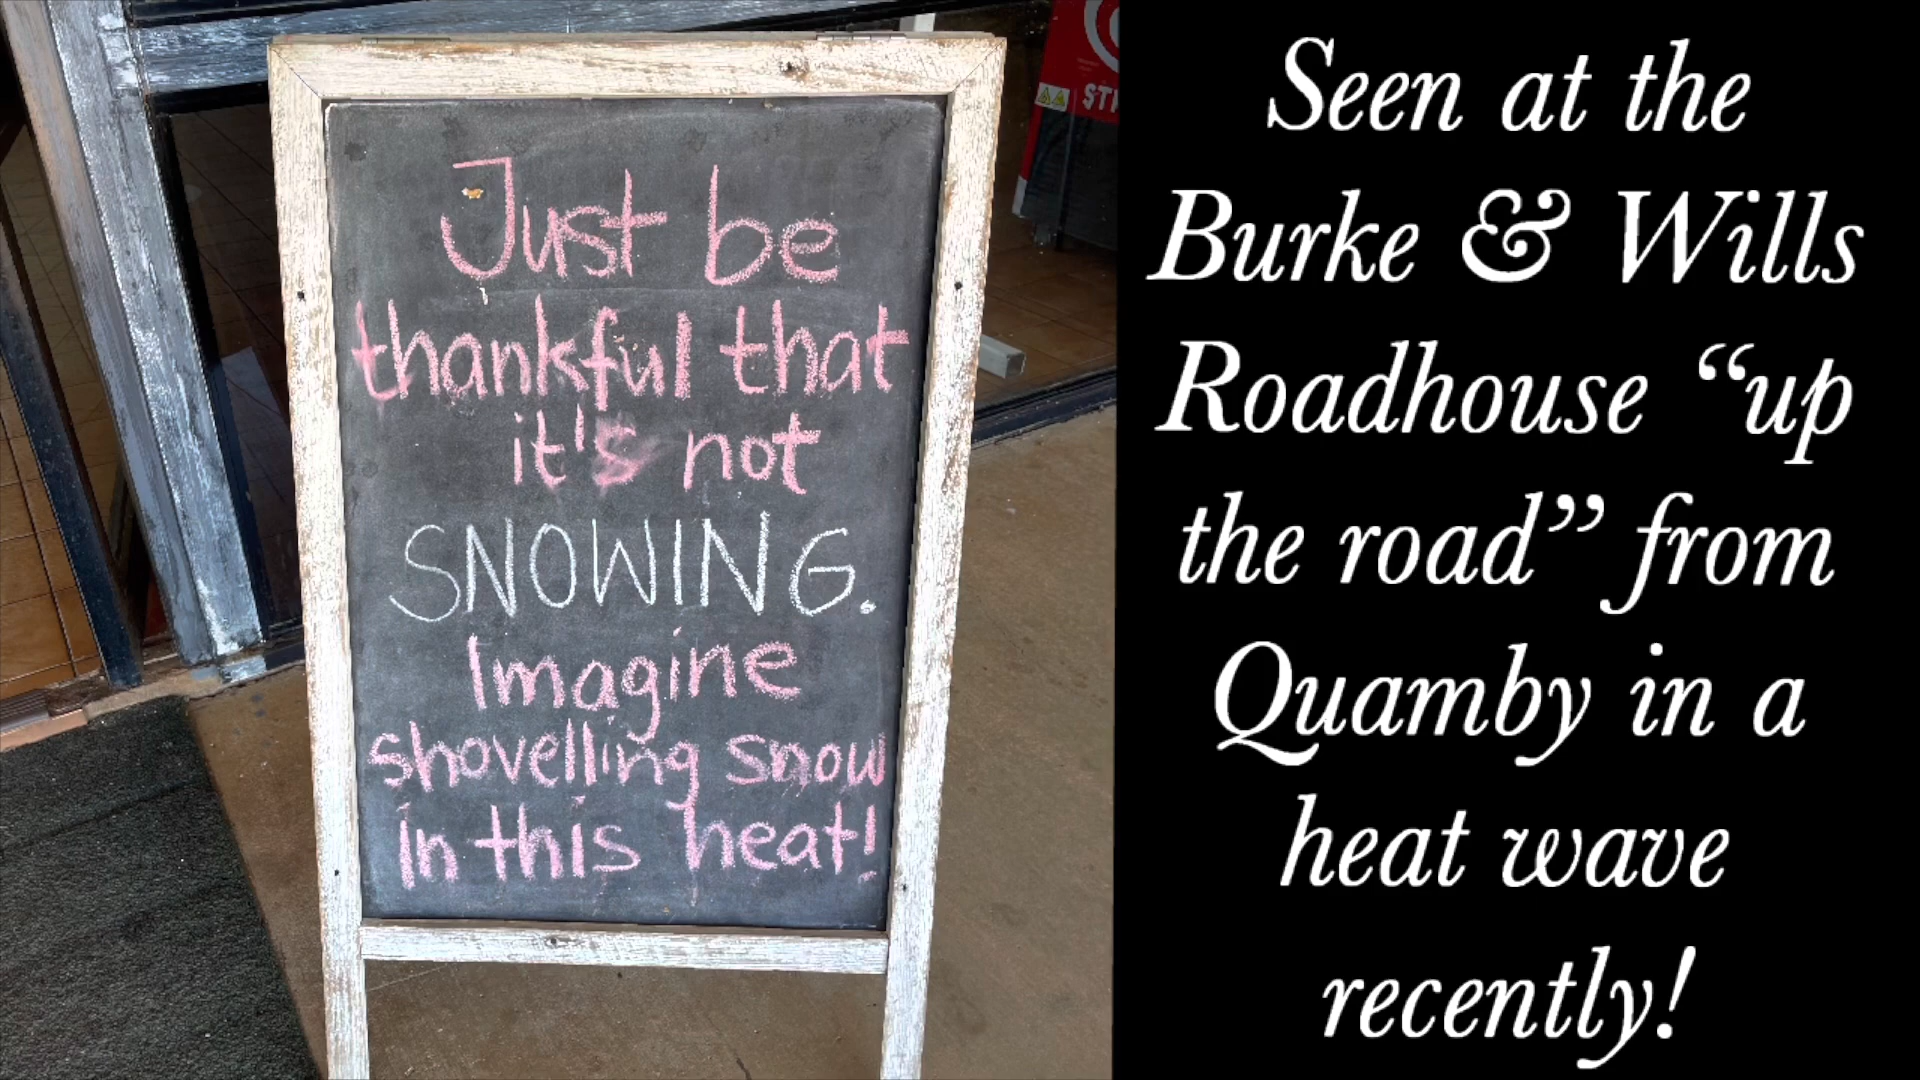 Just be
thankful that
it's not
SNOWING.
Imagine
shovelling snow
in this heat!
Seen at the
Burke & Wills
Roadhouse “up
the road” from
Quamby in a
heat wave
recently!